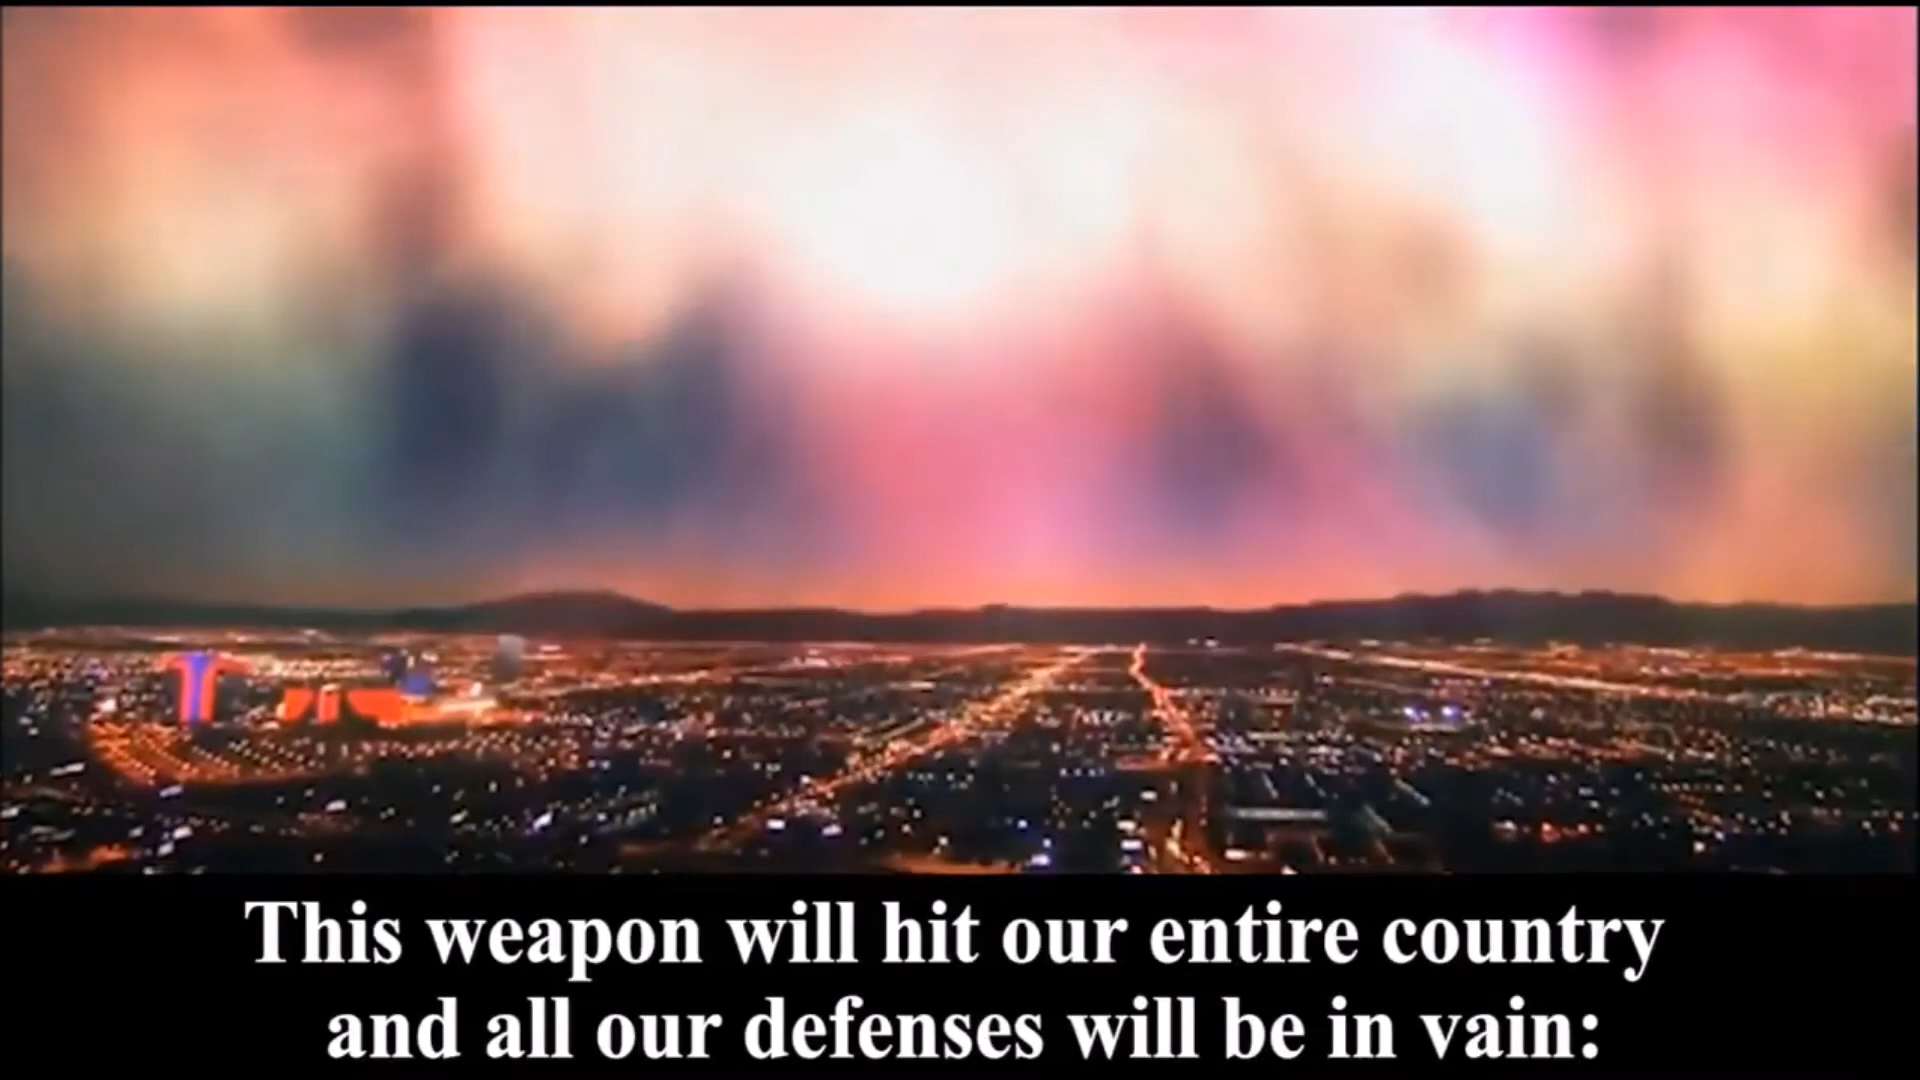 This weapon will hit our entire country
and all our defenses will be in vain: